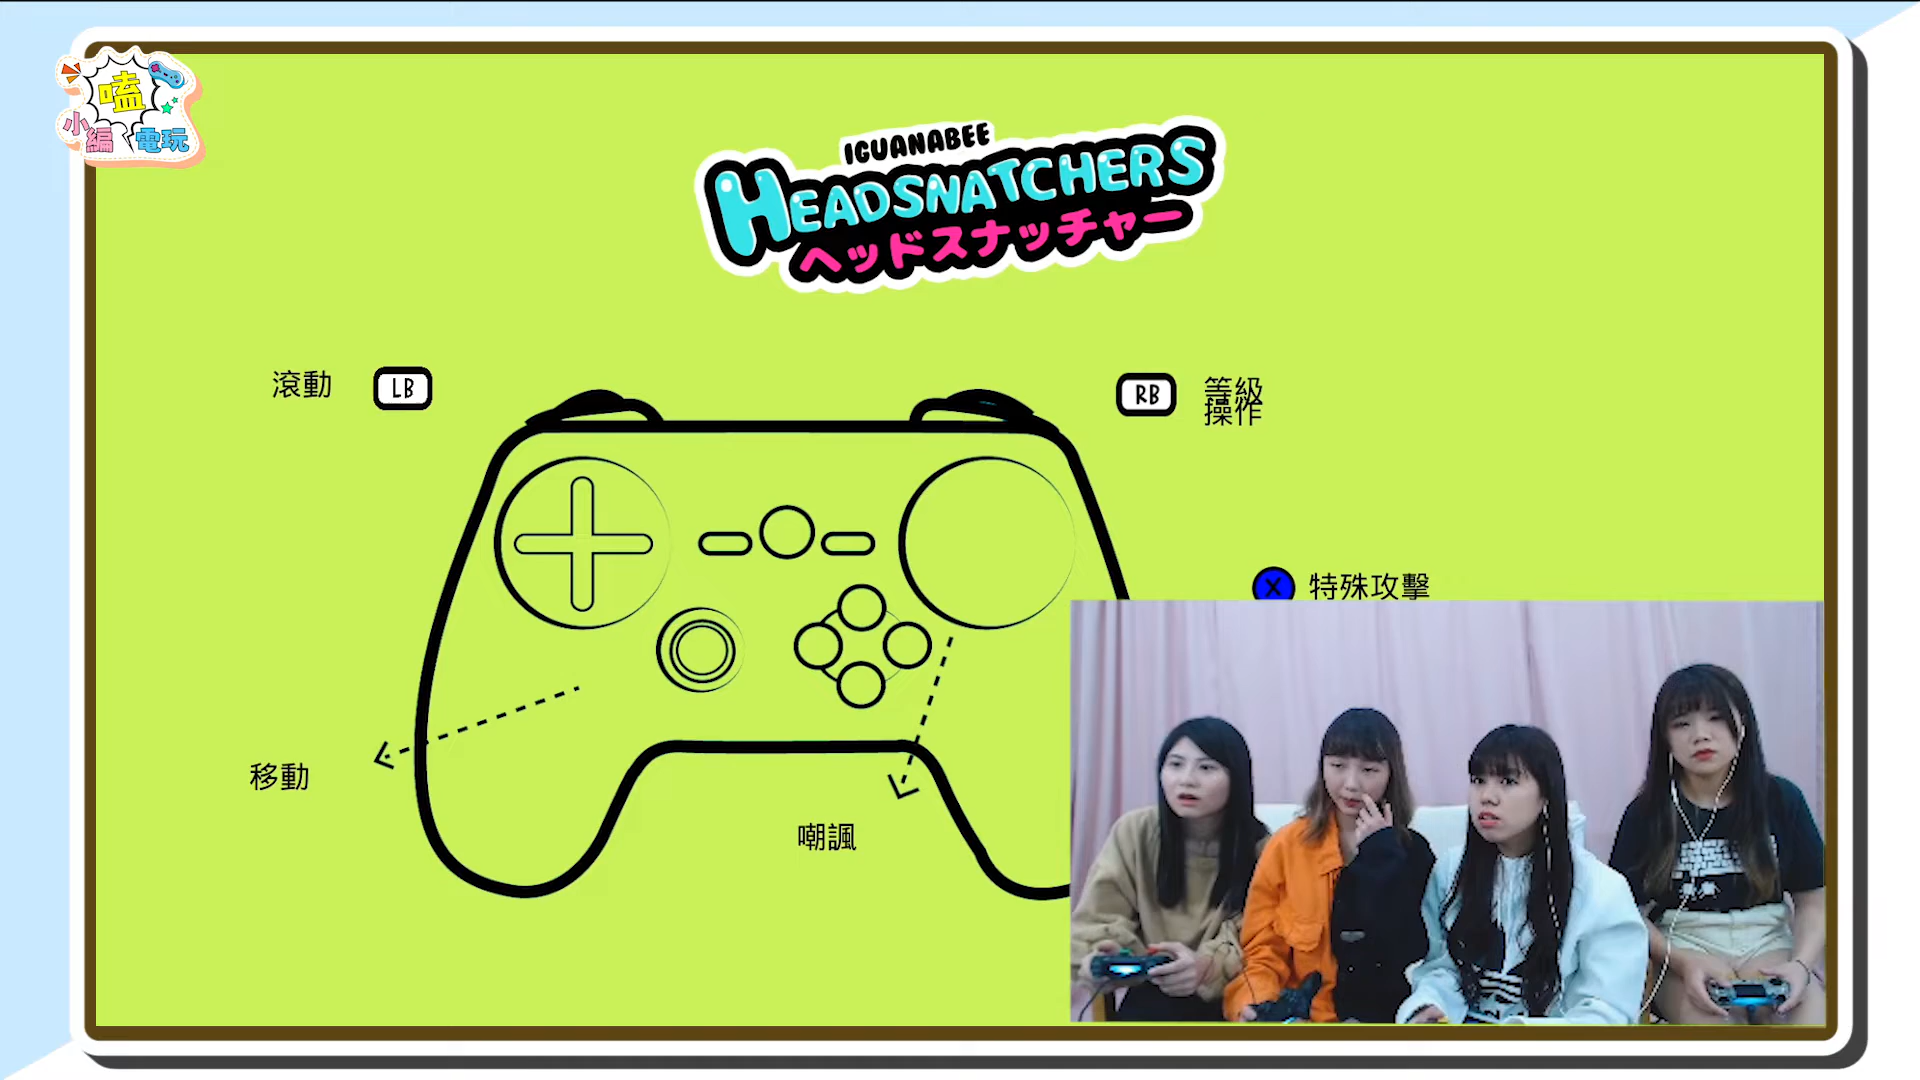 嗑
小編
電玩
IGUANABEE
HEADSNATCHERS
ヘッドスナッチャー
滾動
LB
RB
等級
操作
X
特殊攻擊
移動
嘲諷